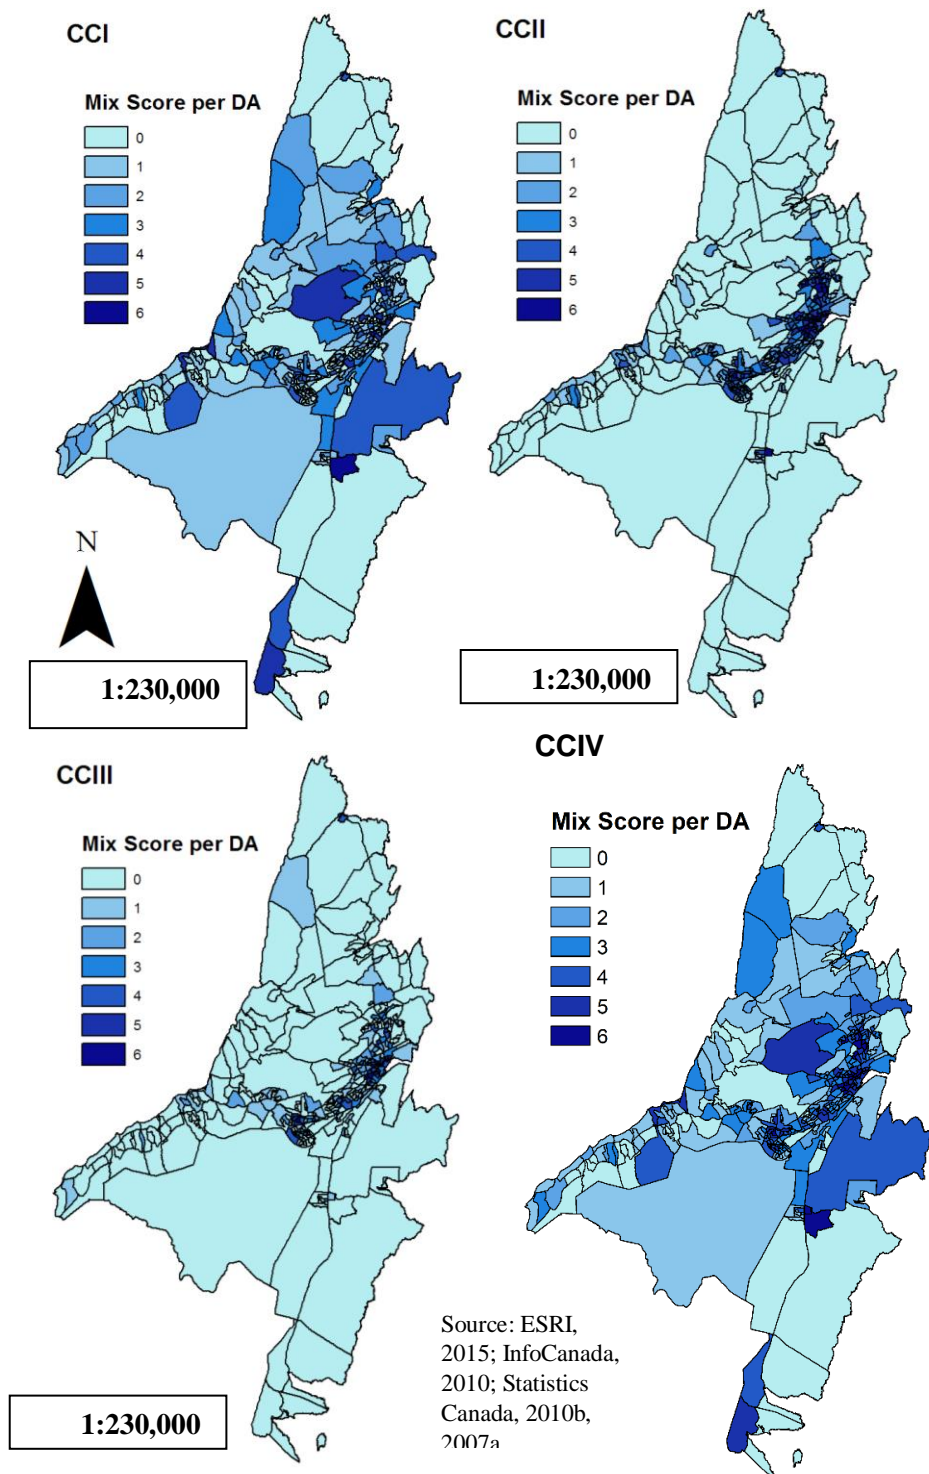 CCI
Mix Score per DA
0
1
2
3
4
5
6
N
1:230,000
CCII
Mix Score per DA
0
1
2
3
4
5
6
1:230,000
CCIII
Mix Score per DA
0
1
2
3
4
5
6
1:230,000
CCIV
Mix Score per DA
0
1
2
3
4
5
6
Source: ESRI,
2015; InfoCanada,
2010; Statistics
Canada, 2010b,
2007a